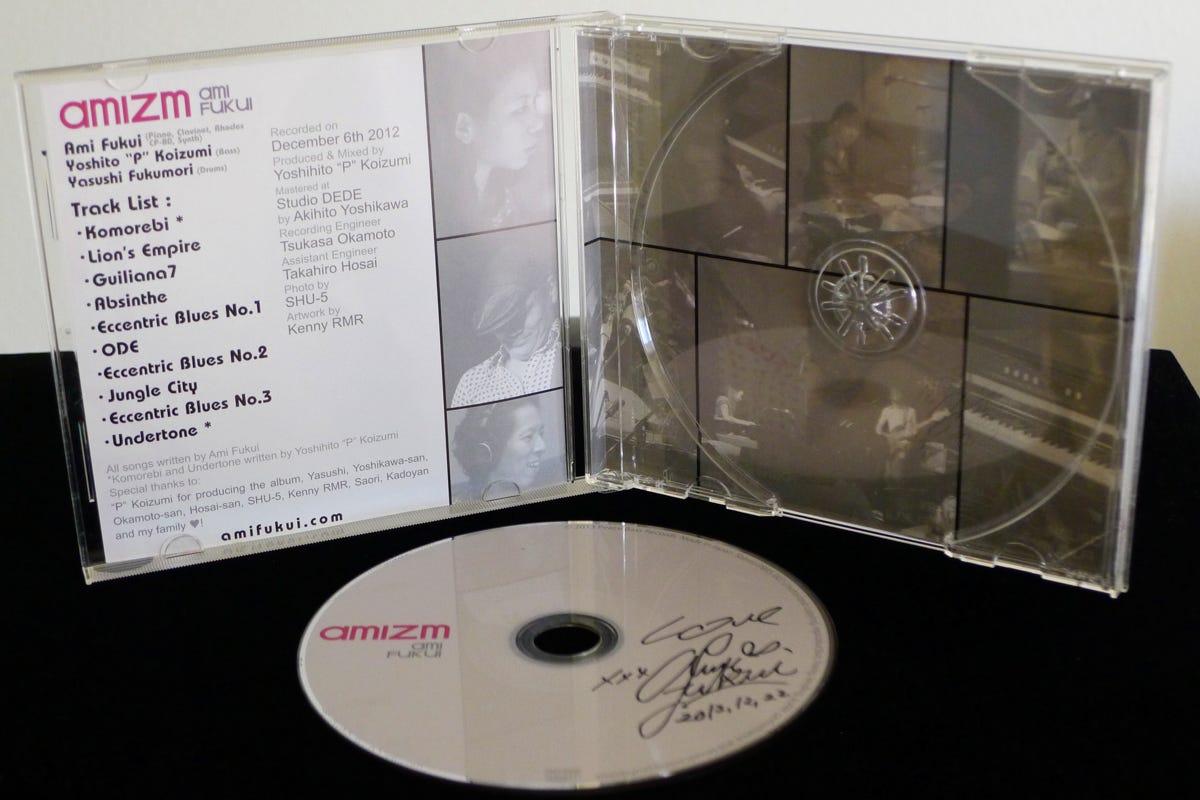 amizm ami
FUKUI
Ami Fukui (Piano, Clavinet, Rhodes
CP-80, Synth)
Yoshito "P" Koizumi (Bass)
Yasushi Fukumori (Drums)
Track List :
・Komorebi *
・Lion's Empire
・Guiliana7
・Absinthe
・Eccentric Blues No.1
・ODE
・Eccentric Blues No.2
・Jungle City
・Eccentric Blues No.3
・Undertone *
Recorded on
December 6th 2012
Produced & Mixed by
Yoshihito "P" Koizumi
Mastered at
Studio DEDE
by Akihito Yoshikawa
Recording Engineer
Tsukasa Okamoto
Assistant Engineer
Takahiro Hosai
Photo by
SHU-5
Artwork by
Kenny RMR
All songs written by Ami Fukui
*Komorebi and Undertone written by Yoshihito "P" Koizumi
Special thanks to:
"P" Koizumi for producing the album, Yasushi, Yoshikawa-san,
Okamoto-san, Hosai-san, SHU-5, Kenny RMR, Saori, Kadoyan
and my family ♥!
amifukui.com
amizm
ami
FUKUI
Love
xxx
Fukui
2013.12.22